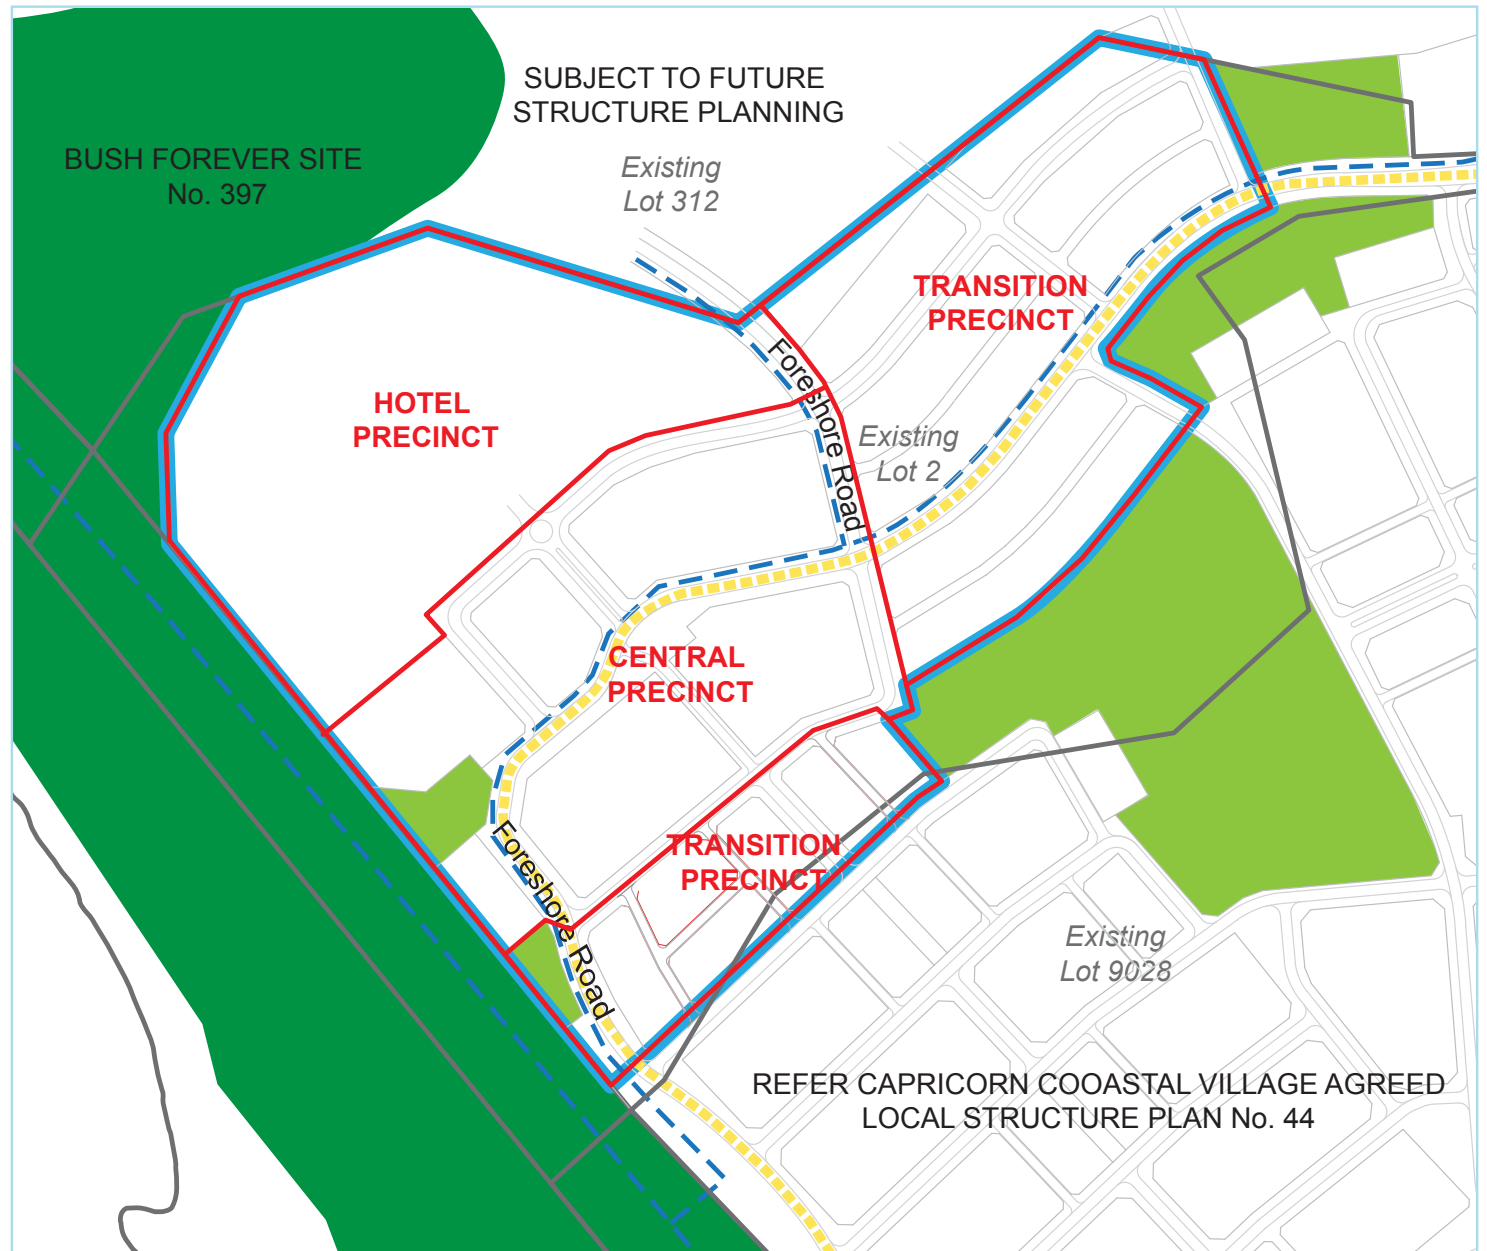 SUBJECT TO FUTURE
STRUCTURE PLANNING
BUSH FOREVER SITE
No. 397
Existing
Lot 312
TRANSITION
PRECINCT
HOTEL
PRECINCT
Foreshore Road
Existing
Lot 2
CENTRAL
PRECINCT
TRANSITION
PRECINCT
Foreshore Road
Existing
Lot 9028
REFER CAPRICORN COOASTAL VILLAGE AGREED
LOCAL STRUCTURE PLAN No. 44